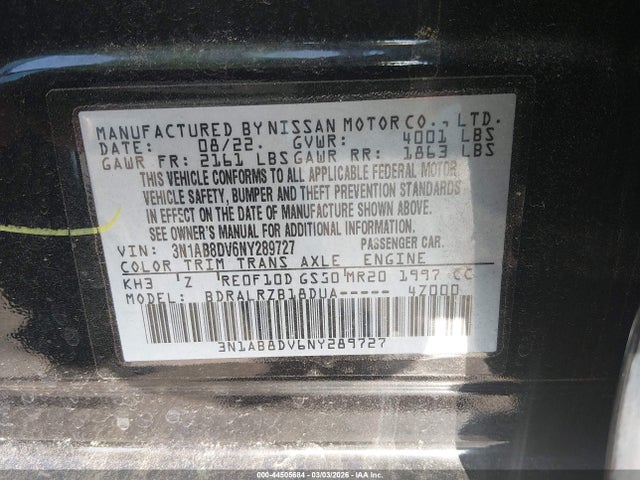 MANUFACTURED BY NISSAN MOTOR CO., LTD.
DATE: 08/22. GVWR: 4001 LBS
GAWR FR: 2161 LBS GAWR RR: 1863 LBS
THIS VEHICLE CONFORMS TO ALL APPLICABLE FEDERAL MOTOR
VEHICLE SAFETY, BUMPER AND THEFT PREVENTION STANDARDS
IN EFFECT ON THE DATE OF MANUFACTURE SHOWN ABOVE.
SEE OWNER'S MANUAL FOR ADDITIONAL INFORMATION.
VIN: 3N1AB8DV6NY289727 PASSENGER CAR.
COLOR TRIM TRANS AXLE ENGINE
KH3 Z RE0F10D GS50 MR20 1997 CC
MODEL: BDRALRZB18DUA----- 4Z000
3N1AB8DV6NY289727
000-44505684 | 03/03/2026 - IAA Inc.